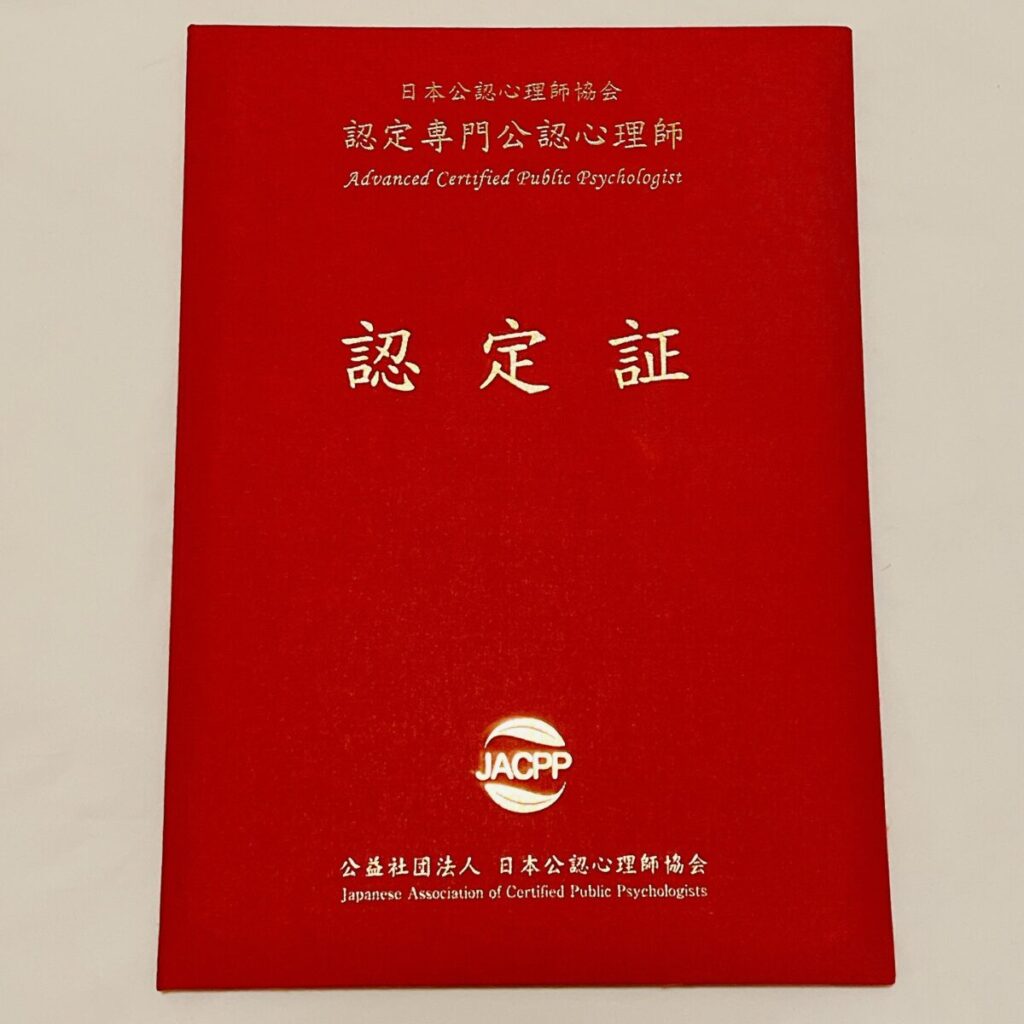 日本公認心理師協会
認定専門公認心理師
Advanced Certified Public Psychologist
認定証
JACPP
公益社団法人 日本公認心理師協会
Japanese Association of Certified Public Psychologists